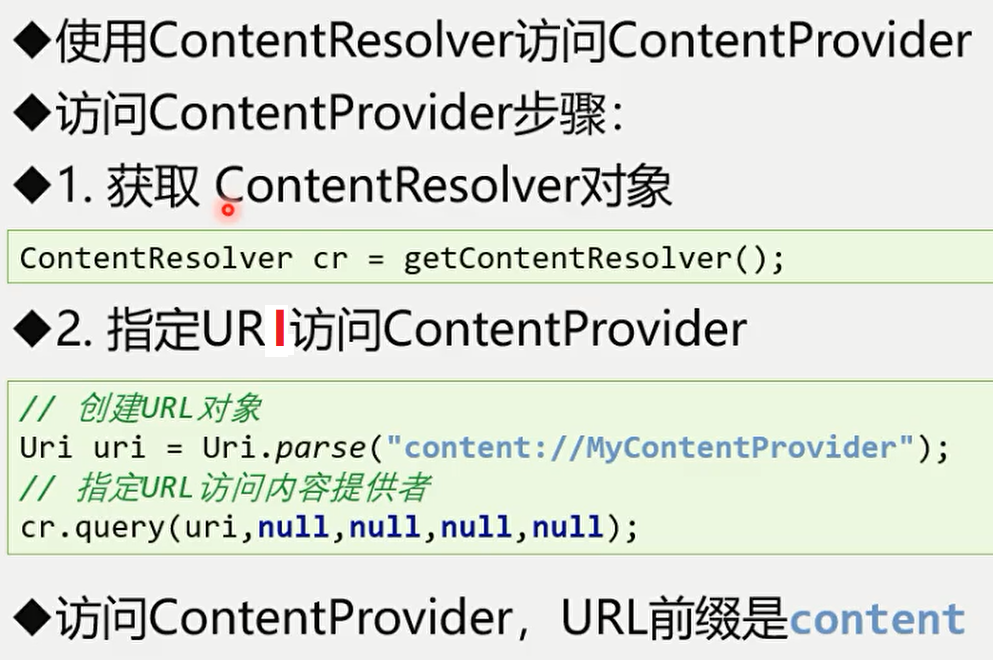 ◆使用ContentResolver访问ContentProvider
◆访问ContentProvider步骤：
◆1. 获取 ContentResolver对象
ContentResolver cr = getContentResolver();
◆2. 指定URI访问ContentProvider
// 创建URL对象
Uri uri = Uri.parse("content://MyContentProvider");
// 指定URL访问内容提供者
cr.query(uri,null,null,null,null);
◆访问ContentProvider，URL前缀是content